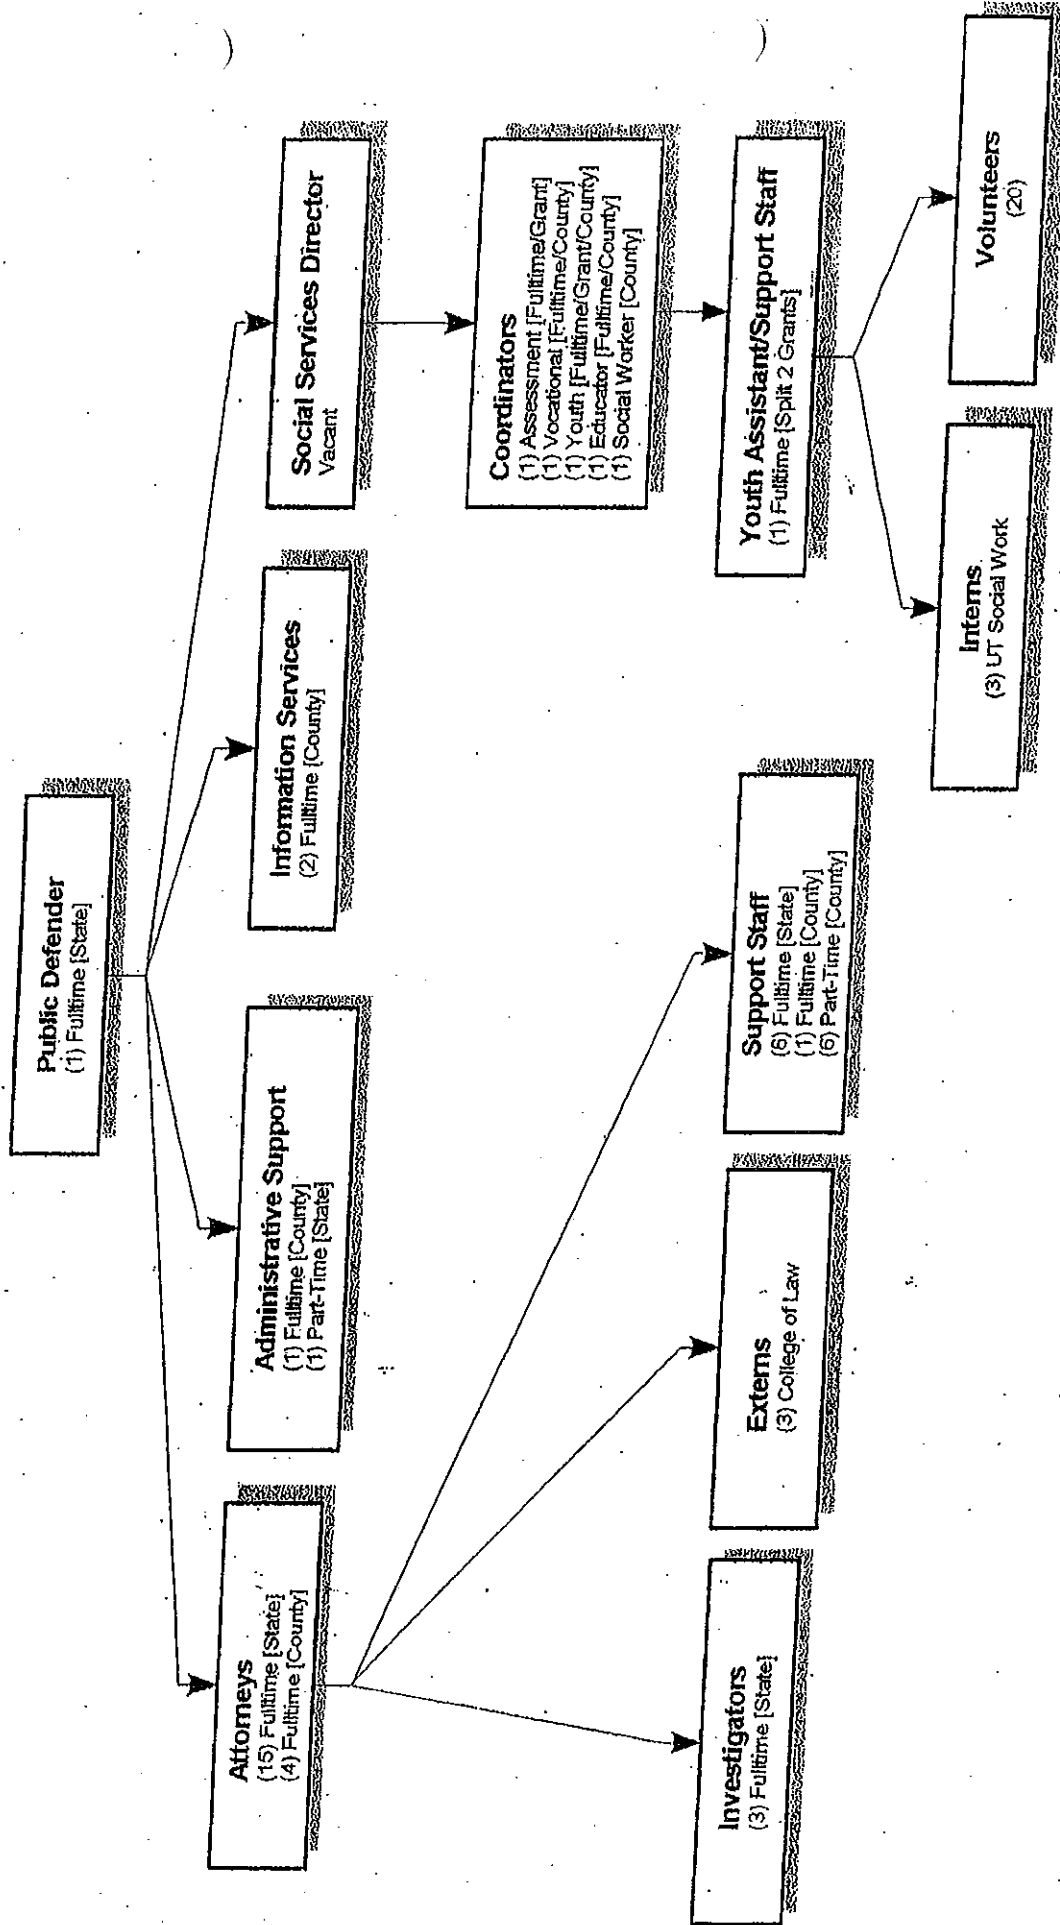 Public Defender
(1) Fulltime [State]
Attorneys
(15) Fulltime [State]
(4) Fulltime [County]
Administrative Support
(1) Fulltime [County]
(1) Part-Time [State]
Information Services
(2) Fulltime [County]
Social Services Director
Vacant
Coordinators
(1) Assessment [Fulltime/Grant]
(1) Vocational [Fulltime/County]
(1) Youth [Fulltime/Grant/County]
(1) Educator [Fulltime/County]
(1) Social Worker [County]
Investigators
(3) Fulltime [State]
Externs
(3) College of Law
Support Staff
(6) Fulltime [State]
(1) Fulltime [County]
(6) Part-Time [County]
Youth Assistant/Support Staff
(1) Fulltime [Split 2 Grants]
Interns
(3) UT Social Work
Volunteers
(20)